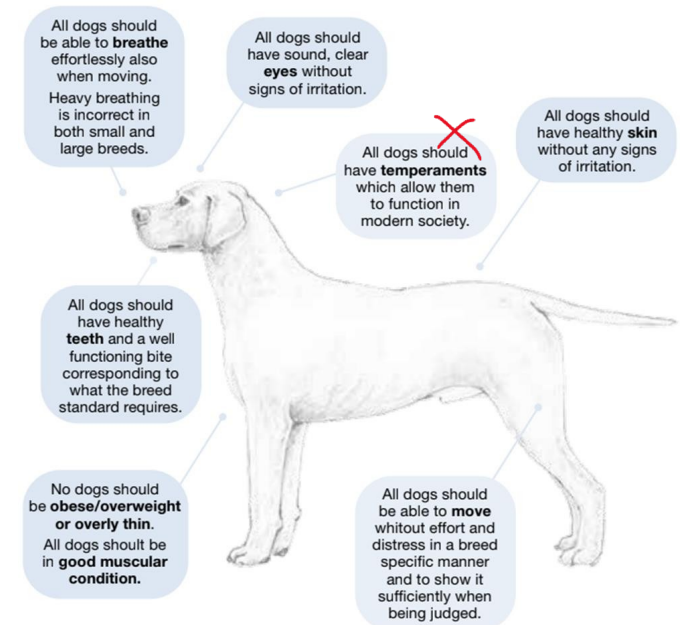 All dogs should
be able to breathe
effortlessly also
when moving.
Heavy breathing
is incorrect in
both small and
large breeds.
All dogs should
have sound, clear
eyes without
signs of irritation.
All dogs should
have temperaments
which allow them
to function in
modern society.
All dogs should
have healthy skin
without any signs
of irritation.
All dogs should
have healthy
teeth and a well
functioning bite
corresponding to
what the breed
standard requires.
No dogs should
be obese/overweight
or overly thin.
All dogs shoult be
in good muscular
condition.
All dogs should
be able to move
whitout effort and
distress in a breed
specific manner
and to show it
sufficiently when
being judged.